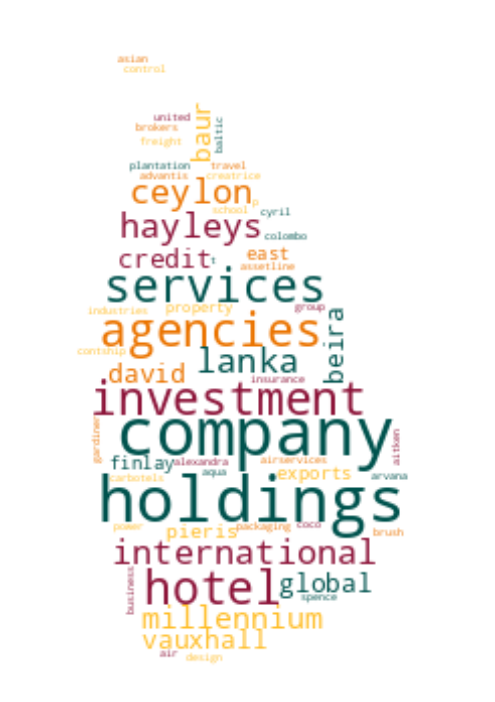 asian
control
united
brokers
baur
baltic
freight
plantation
travel
advantis
creatrice
ceylon
p
school
cyril
hayleys
colombo
east
credit
t
assetline
services
industries
property
group
beira
agencies
lanka
contship
david
insurance
investment
company
gardiner
aitken
finlay
alexandra
airservices
aqua
exports
arvana
carbotels
holdings
power
pieris
packaging
coco
brush
international
business
hotel
global
spence
millennium
vauxhall
air
design